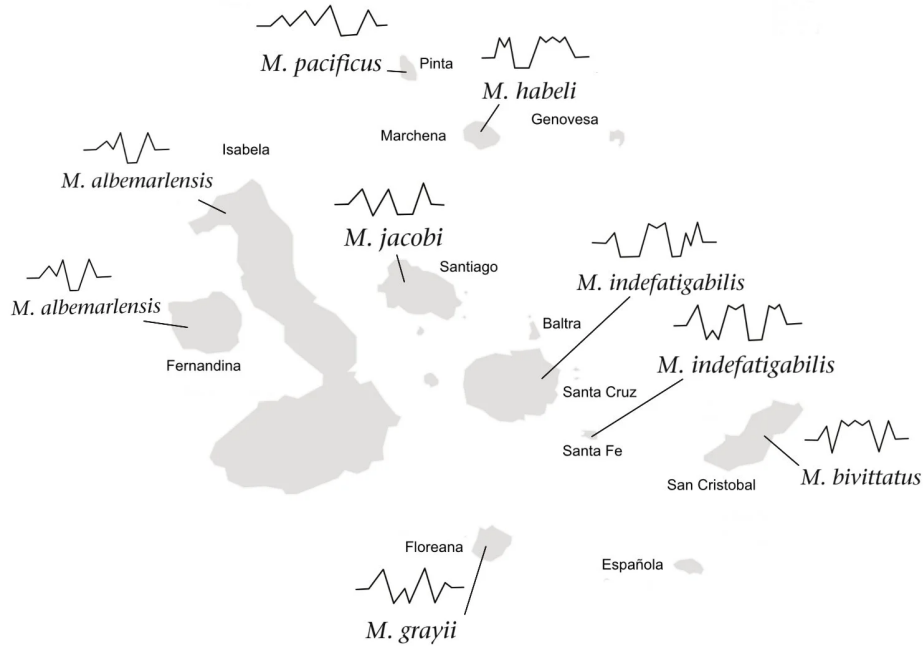 M. pacificus
Pinta
M. habeli
Genovesa
Marchena
Isabela
M. albemarlensis
M. jacobi
Santiago
M. indefatigabilis
M. albemarlensis
Baltra
M. indefatigabilis
Fernandina
Santa Cruz
Santa Fe
M. bivittatus
San Cristobal
Floreana
Española
M. grayii